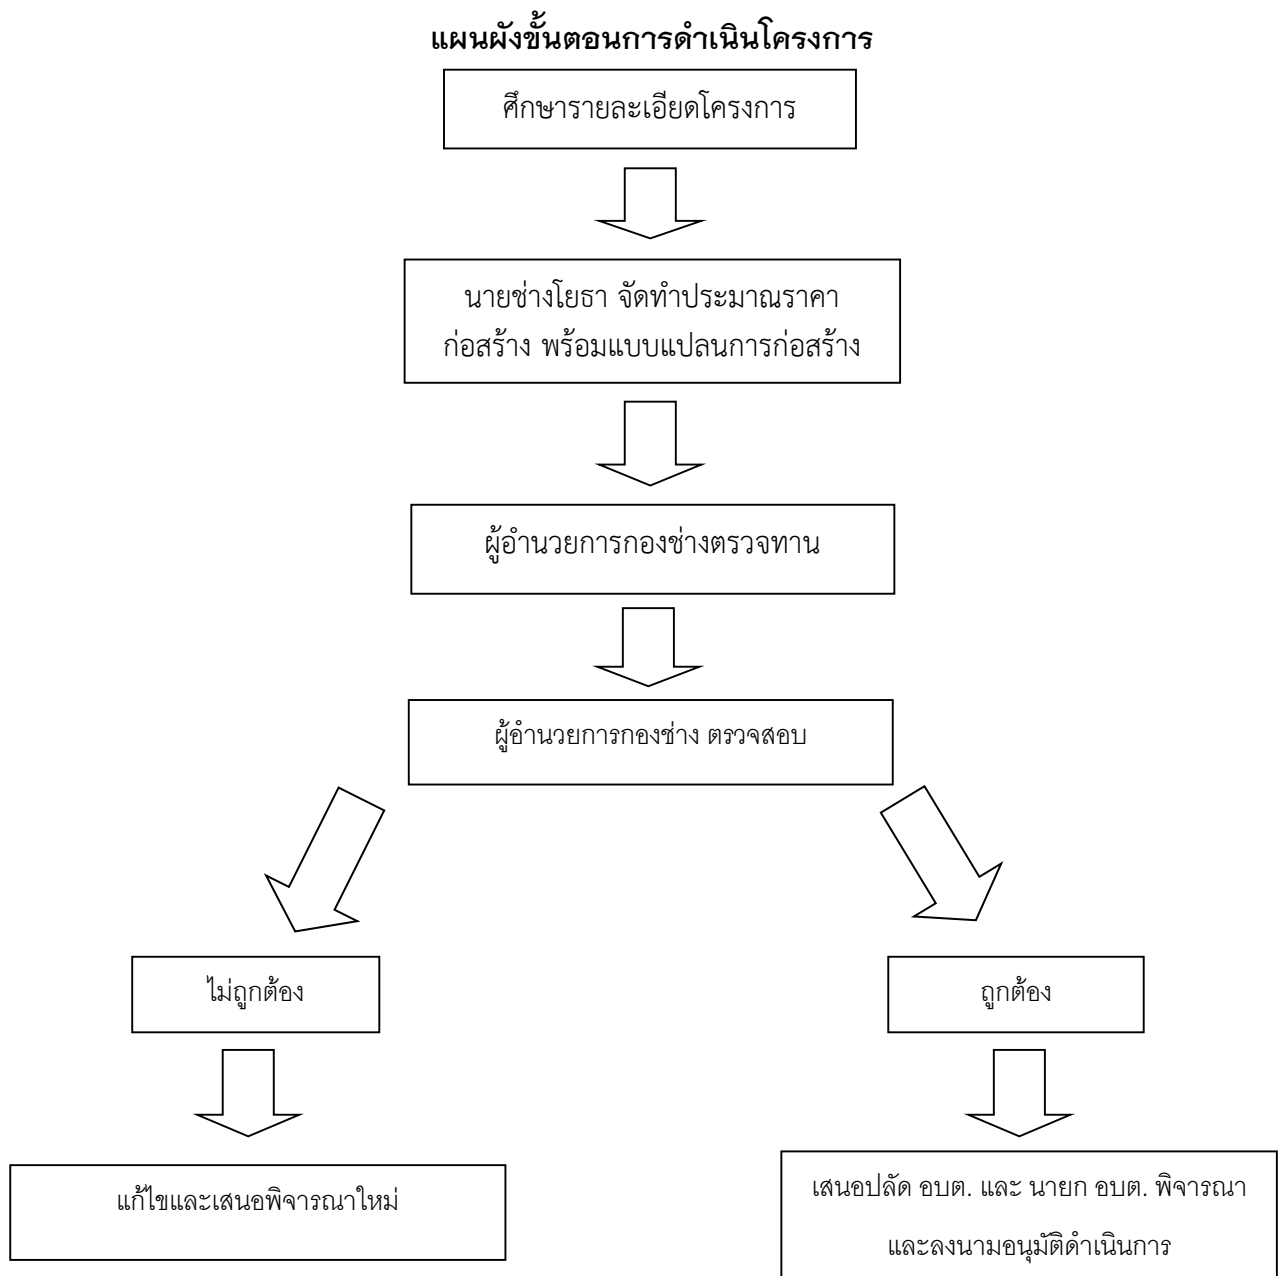 แผนผังขั้นตอนการดำเนินโครงการ
ศึกษารายละเอียดโครงการ
นายช่างโยธา จัดทำประมาณราคา
ก่อสร้าง พร้อมแบบแปลนการก่อสร้าง
ผู้อำนวยการกองช่างตรวจทาน
ผู้อำนวยการกองช่าง ตรวจสอบ
ไม่ถูกต้อง
ถูกต้อง
แก้ไขและเสนอพิจารณาใหม่
เสนอปลัด อบต. และ นายก อบต. พิจารณา
และลงนามอนุมัติดำเนินการ